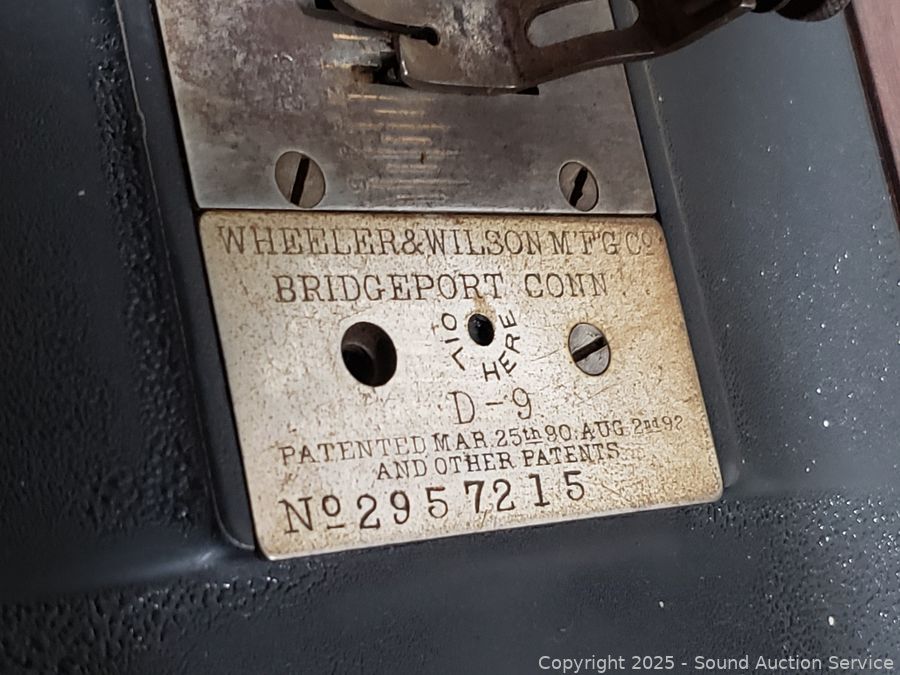 WHEELER&WILSON M'F'G Cº
BRIDGEPORT CONN
OIL
HERE
D-9
PATENTED MAR. 25th 90. AUG. 2nd 92
AND OTHER PATENTS
Nº 2957215
Copyright © 2025 - Sound Auction Service